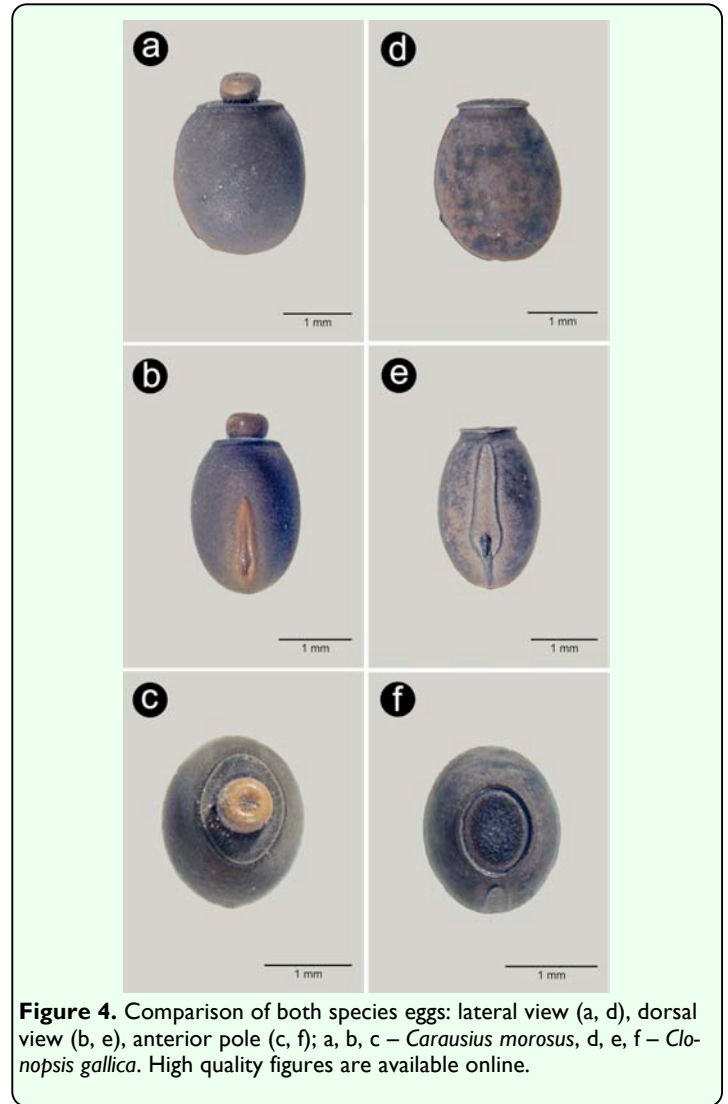 a
d
1 mm
1 mm
b
e
1 mm
1 mm
c
f
1 mm
1 mm
Figure 4. Comparison of both species eggs: lateral view (a, d), dorsal
view (b, e), anterior pole (c, f); a, b, c – Carausius morosus, d, e, f – Clo-
nopsis gallica. High quality figures are available online.